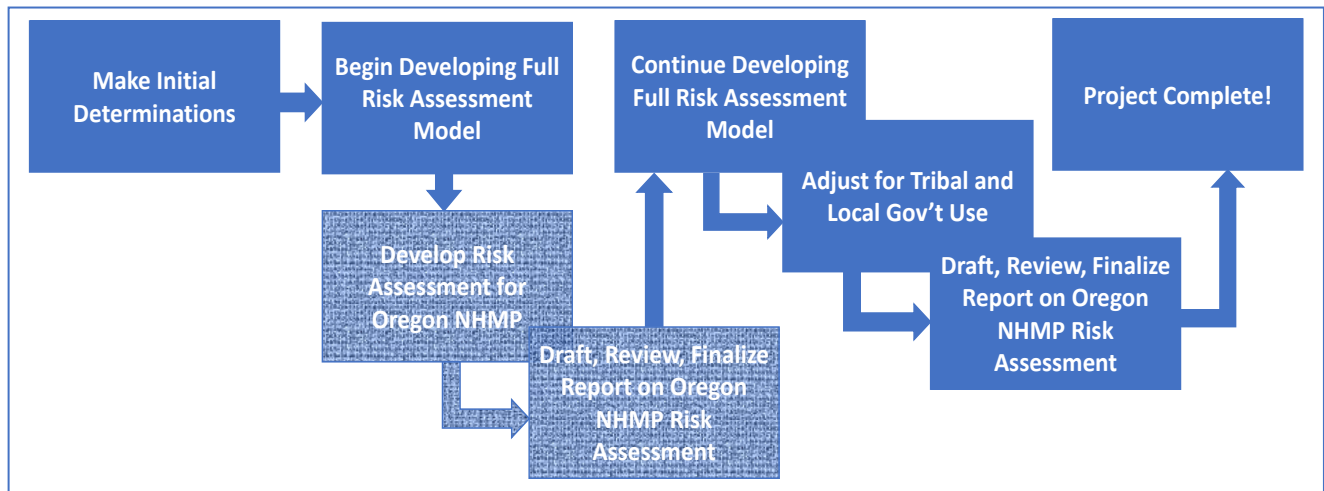 Make Initial
Determinations
Begin Developing Full
Risk Assessment
Model
Develop Risk
Assessment for
Oregon NHMP
Draft, Review, Finalize
Report on Oregon
NHMP Risk
Assessment
Continue Developing
Full Risk Assessment
Model
Adjust for Tribal and
Local Gov’t Use
Draft, Review, Finalize
Report on Oregon
NHMP Risk
Assessment
Project Complete!